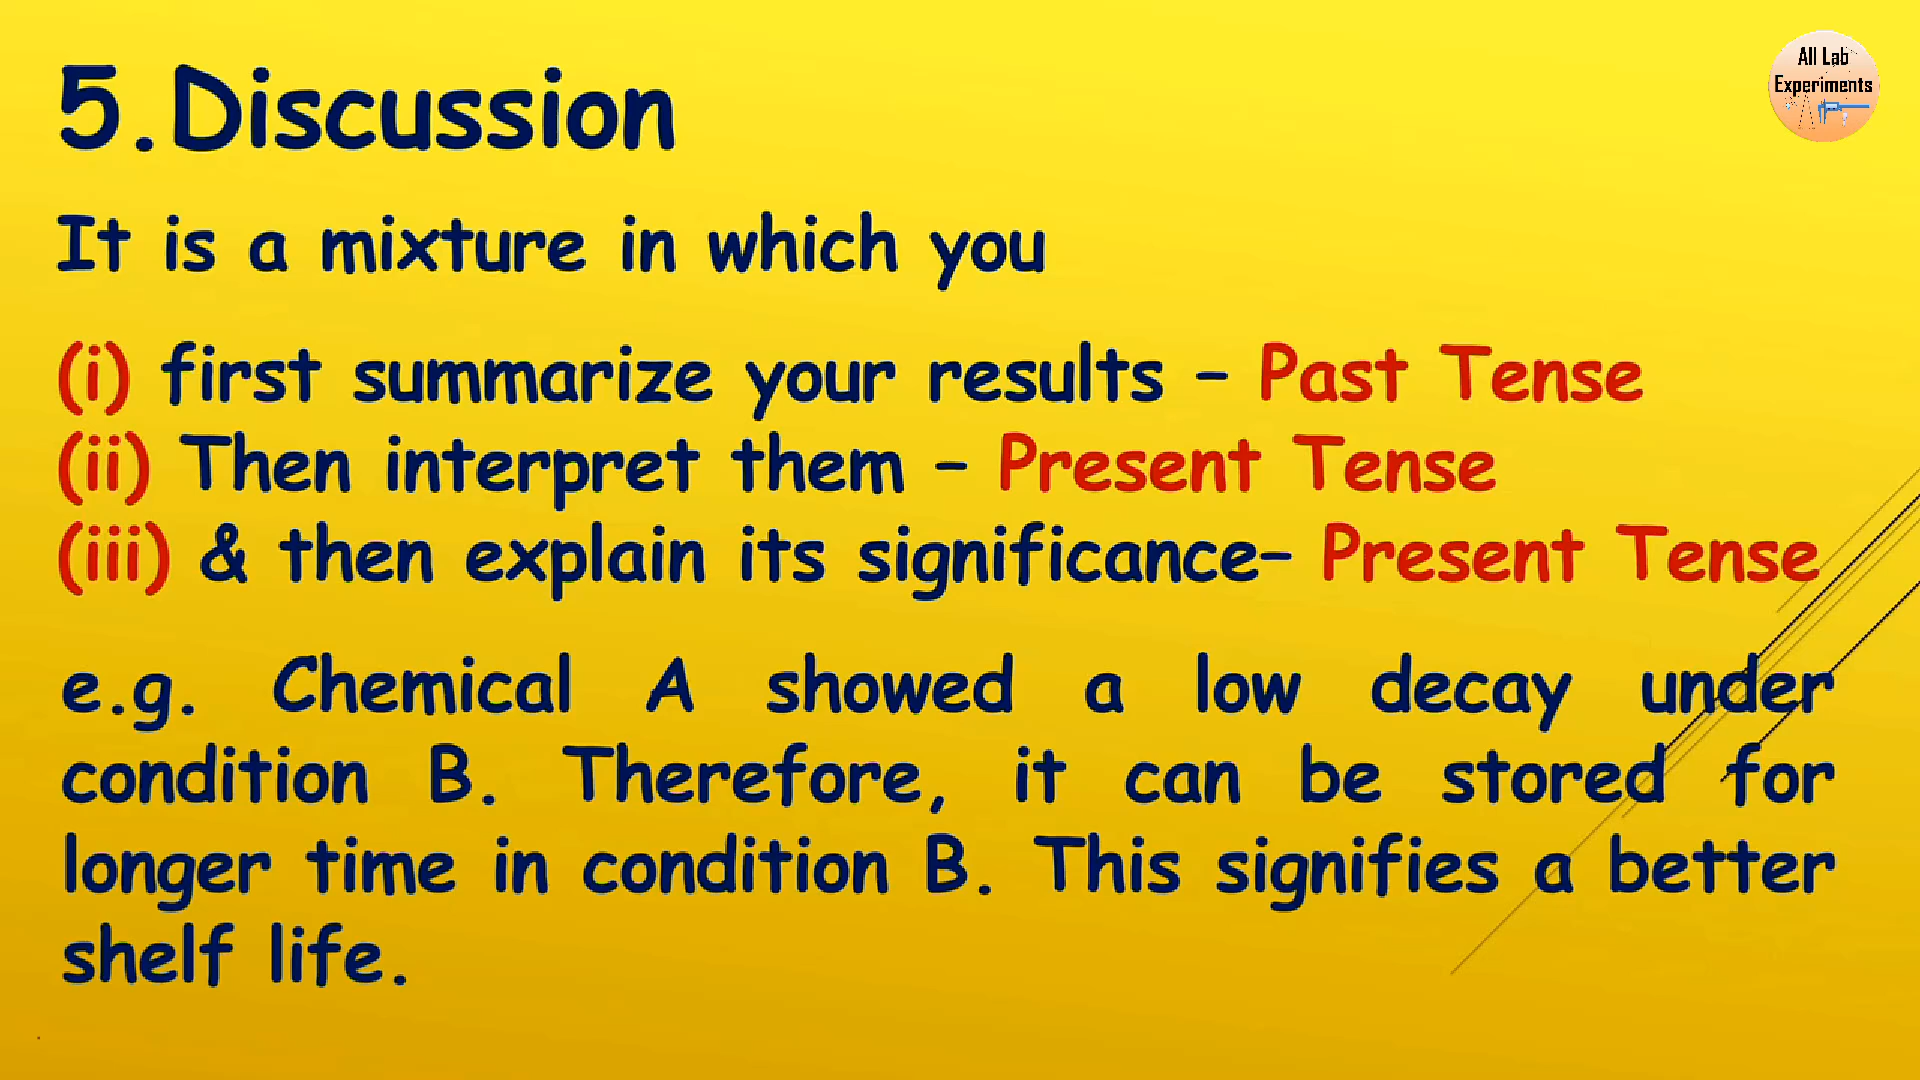 All Lab
Experiments
5.Discussion
It is a mixture in which you
(i) first summarize your results – Past Tense
(ii) Then interpret them – Present Tense
(iii) & then explain its significance– Present Tense
e.g. Chemical A showed a low decay under
condition B. Therefore, it can be stored for
longer time in condition B. This signifies a better
shelf life.